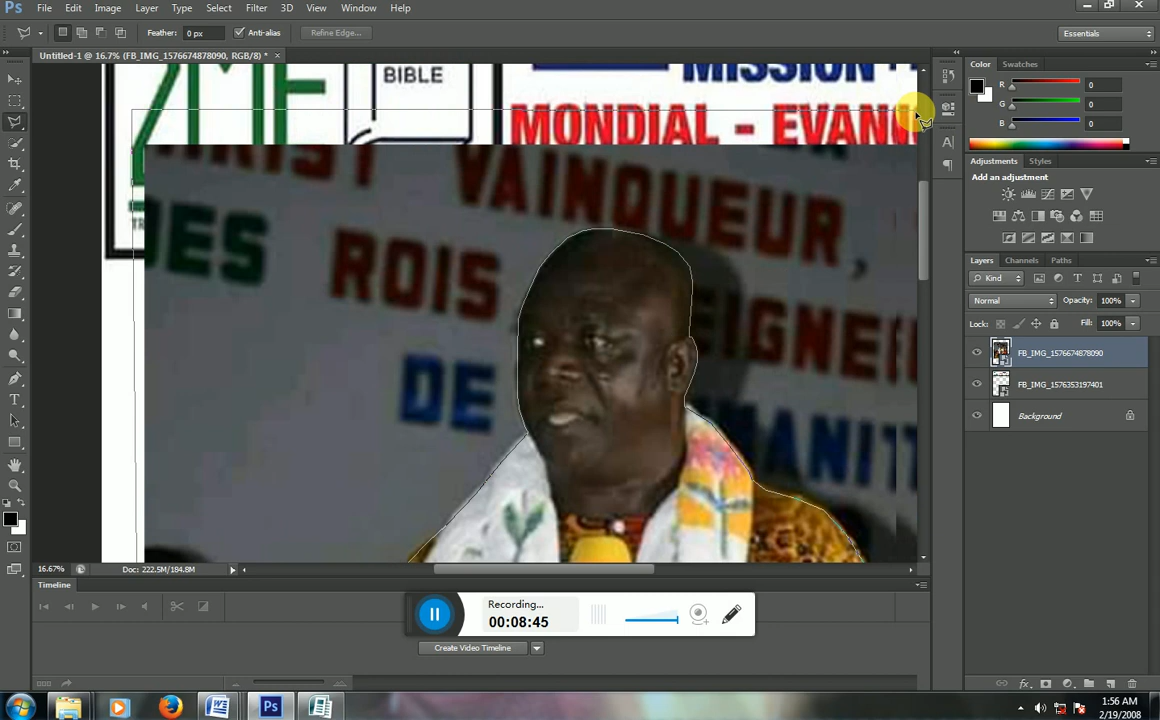 Ps File Edit Image Layer Type Select Filter 3D View Window Help
Feather: 0 px Anti-alias Refine Edge... Essentials
Untitled-1 @ 16.7% (FB_IMG_1576674878090, RGB/8) * ×
BIBLE
MISSION
MONDIAL - EVAN
VAINQUEUR,
DES ROIS,
DE
Color Swatches
R 0
G 0
B 0
Adjustments Styles
Add an adjustment
Layers Channels Paths
Kind
Normal Opacity: 100%
Lock: Fill: 100%
FB_IMG_1576674878090
FB_IMG_1576353197401
Background
16.67% Doc: 222.5M/184.8M
Timeline
Recording...
00:08:45
Create Video Timeline
Ps
1:56 AM
2/19/2008